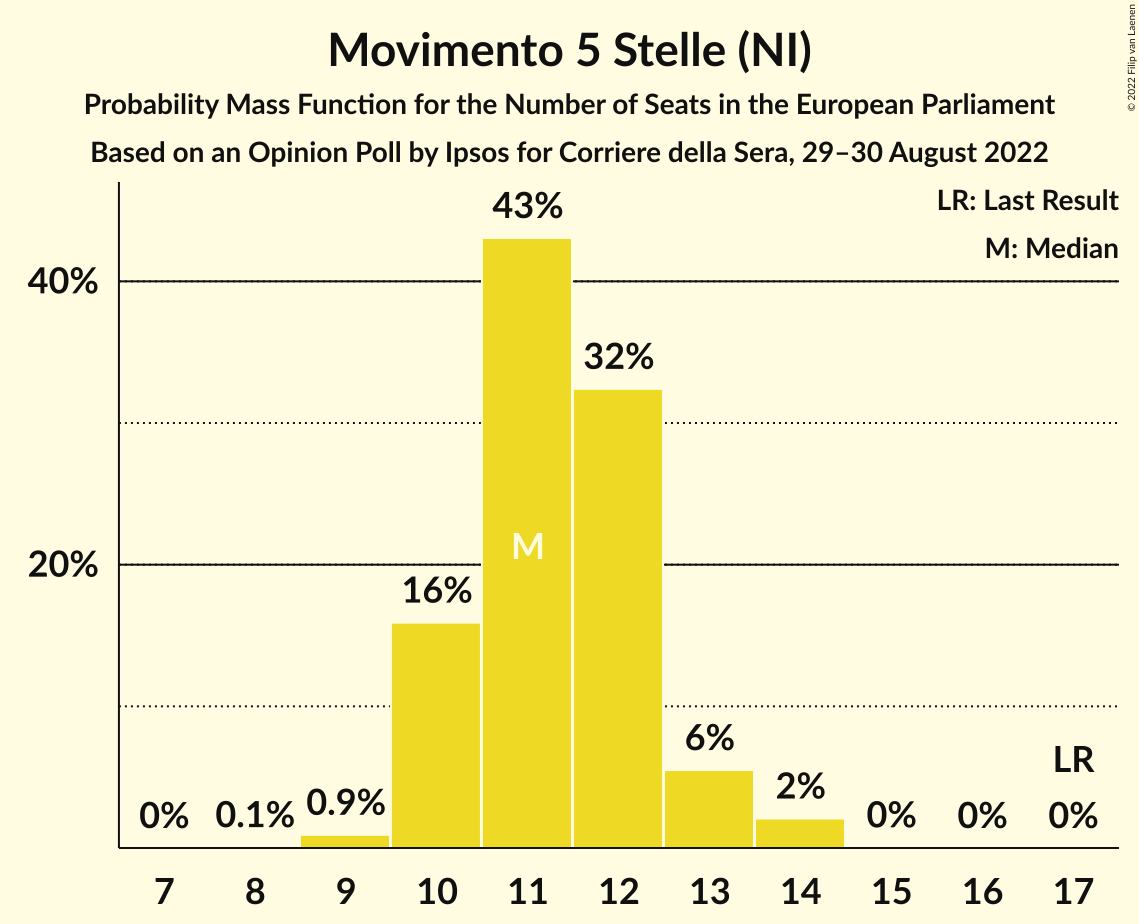 Movimento 5 Stelle (NI)
Probability Mass Function for the Number of Seats in the European Parliament
Based on an Opinion Poll by Ipsos for Corriere della Sera, 29–30 August 2022
© 2022 Filip van Laenen
LR: Last Result
M: Median
40%
20%
0%
0.1%
0.9%
16%
43%
M
32%
6%
2%
0%
0%
LR
0%
7 8 9 10 11 12 13 14 15 16 17